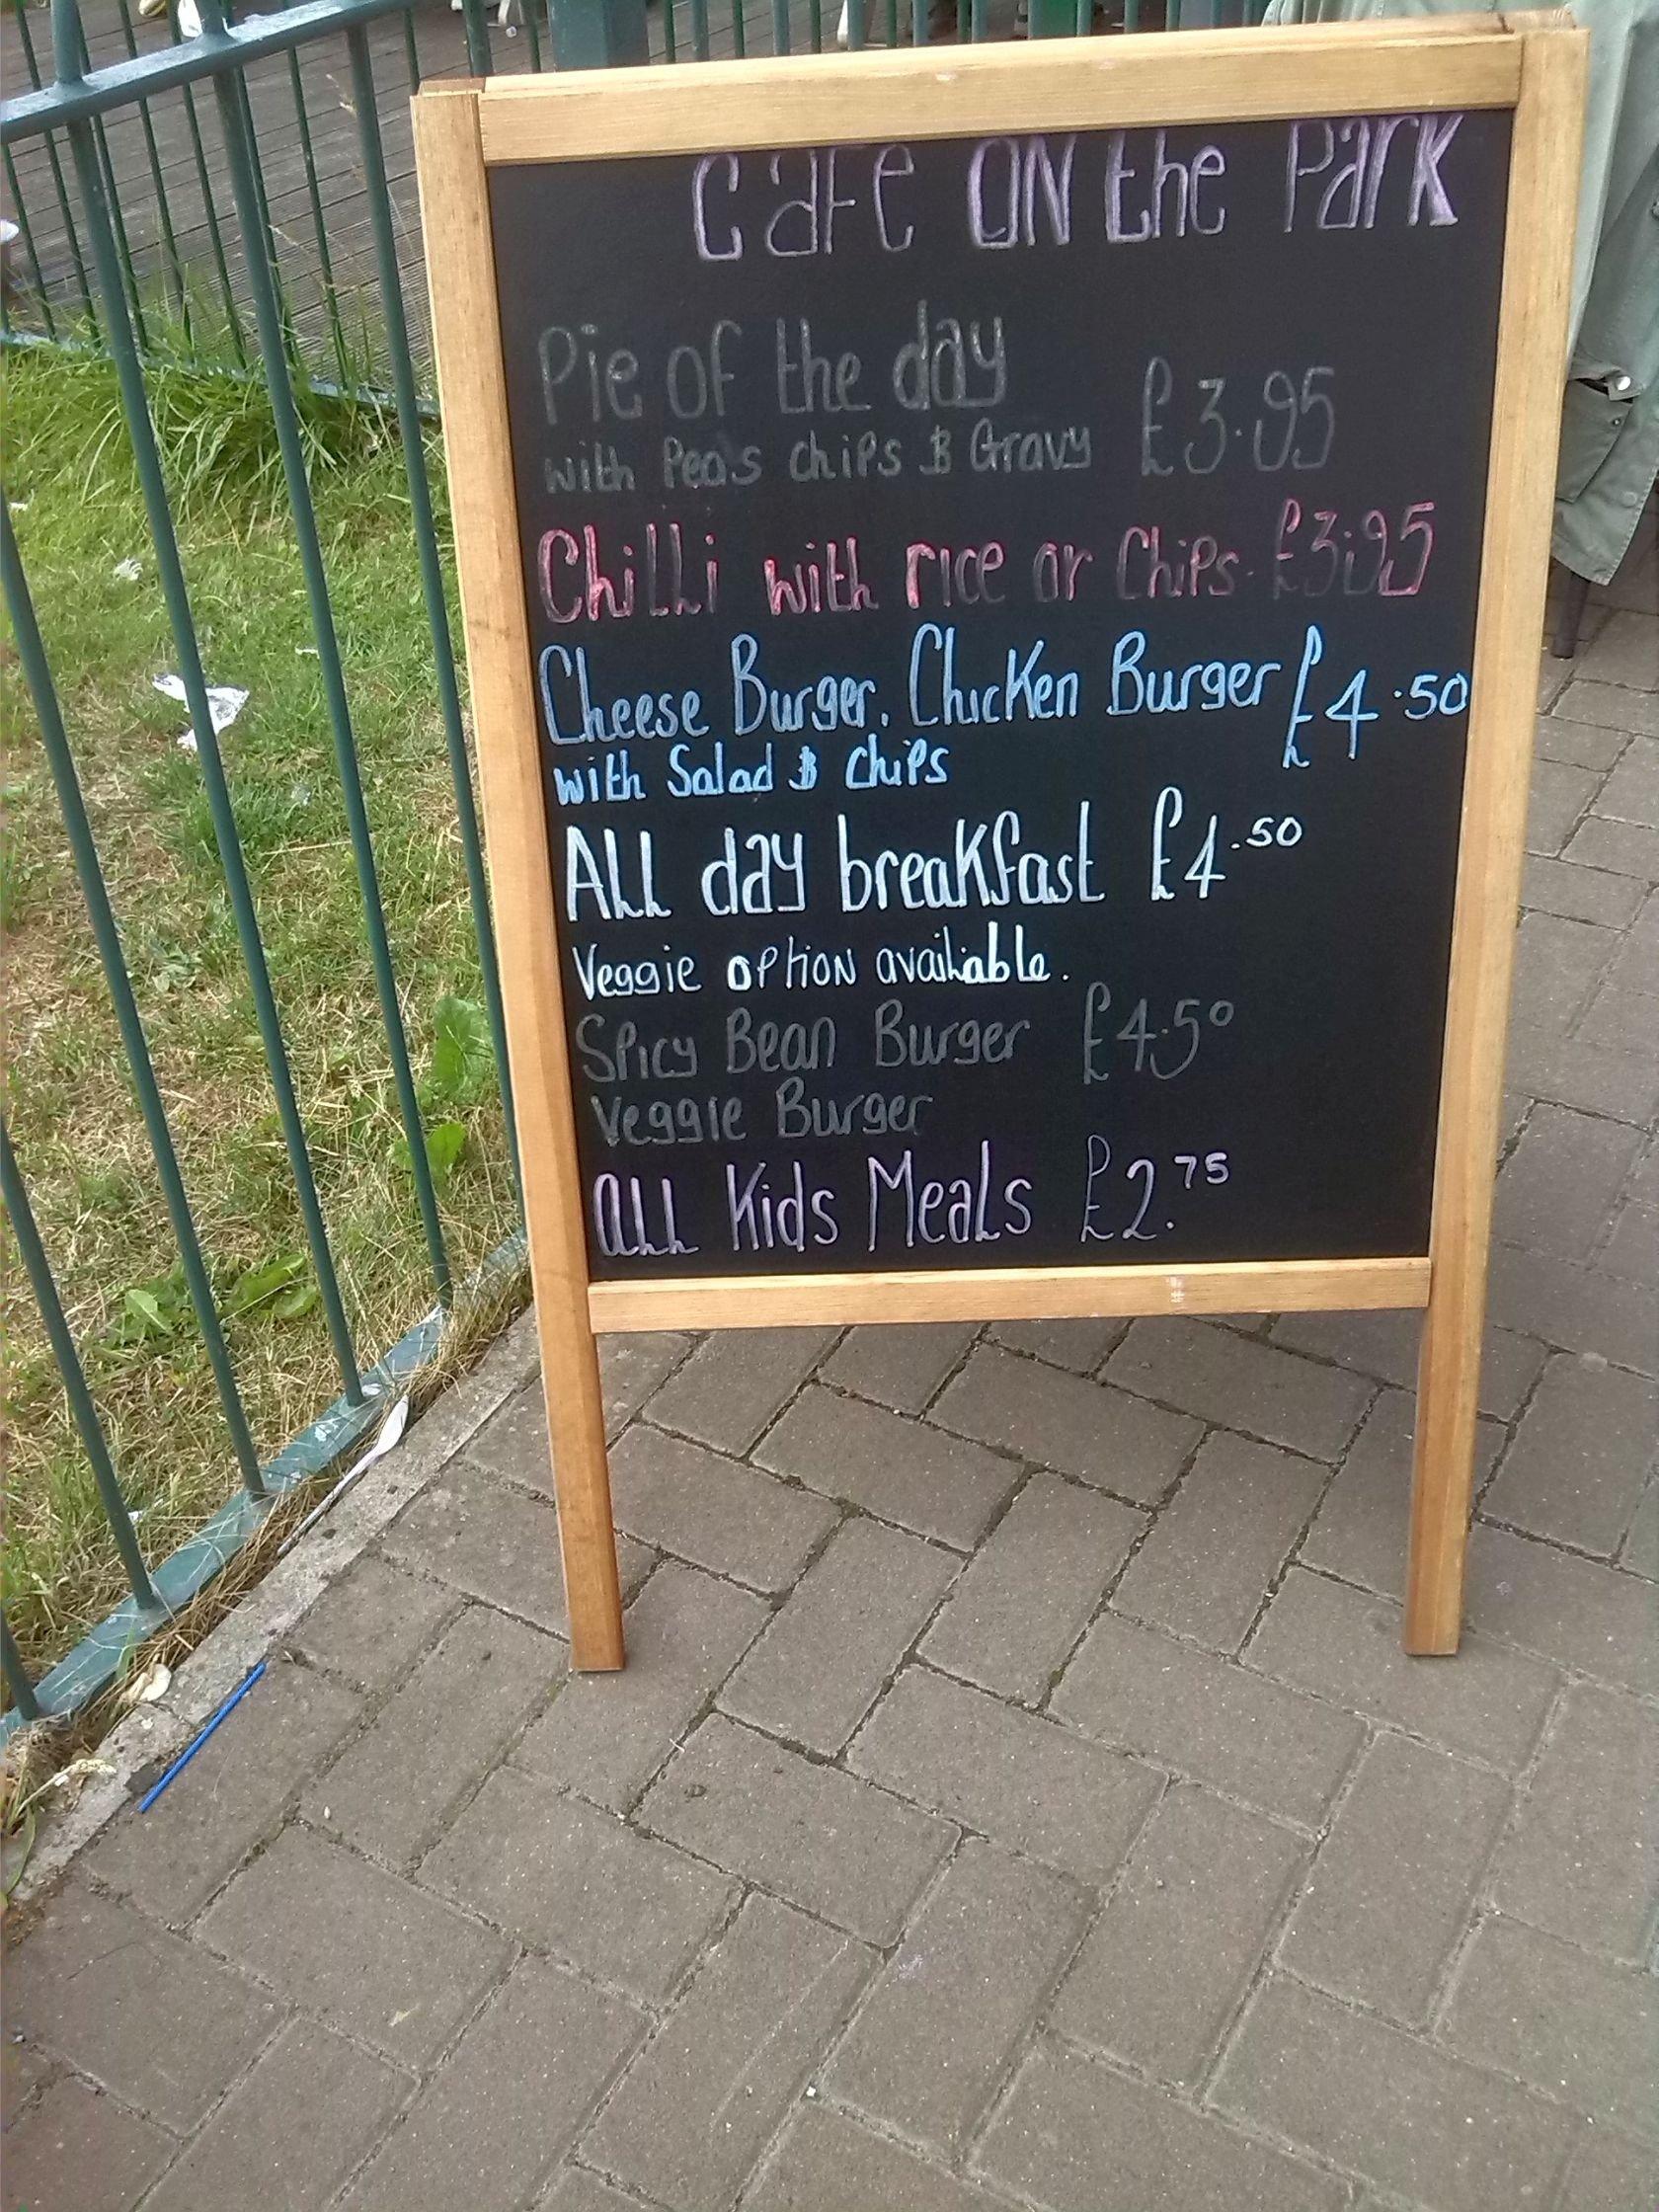 Cafe ON the Park
Pie of the day
with Peas chips & Gravy £3.95
Chilli with rice or Chips. £3.95
Cheese Burger. Chicken Burger £4.50
with Salad & Chips
ALL day breakfast £4.50
Veggie OPtiON availiable.
Spicy Bean Burger £4.50
Veggie Burger
aLL Kids Meals £2.75